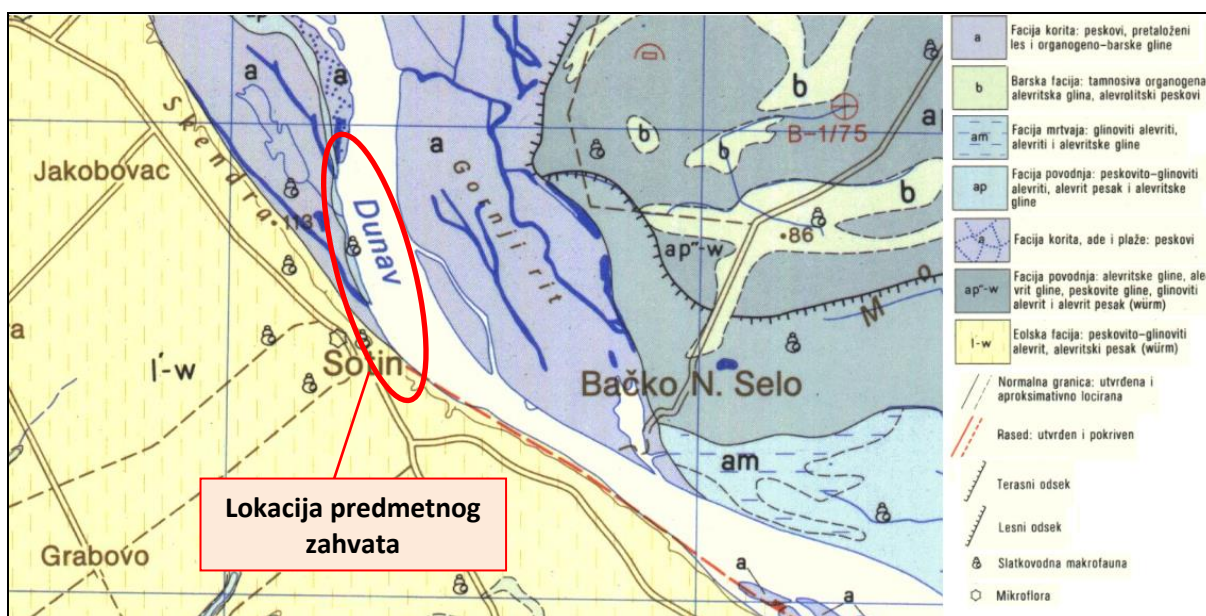 a
a
a
a
b
b
b
b
B-1/75
a
Skendra
Jakobovac
·113
Dunav
Gornji rit
ap"-w
·86
M
o
a
l'-w
Sotin
Bačko N. Selo
am
Lokacija predmetnog
zahvata
Grabovo
a
a
a
Facija korita: peskovi, pretaloženi
les i organogeno-barske gline
b
Barska facija: tamnosiva organogena
alevritska glina, alevrolitski peskovi
am
Facija mrtvaja: glinoviti alevriti,
alevriti i alevritske gline
ap
Facija povodnja: peskovito-glinoviti
alevriti, alevrit pesak i alevritske
gline
a
Facija korita, ade i plaže: peskovi
ap"-w
Facija povodnja: alevritske gline, ale
vrit gline, peskovite gline, glinoviti
alevrit i alevrit pesak (würm)
l-w
Eolska facija: peskovito-glinoviti
alevrit, alevritski pesak (würm)
Normalna granica: utvrđena i
aproksimativno locirana
Rased: utvrđen i pokriven
Terasni odsek
Lesni odsek
Slatkovodna makrofauna
Mikroflora